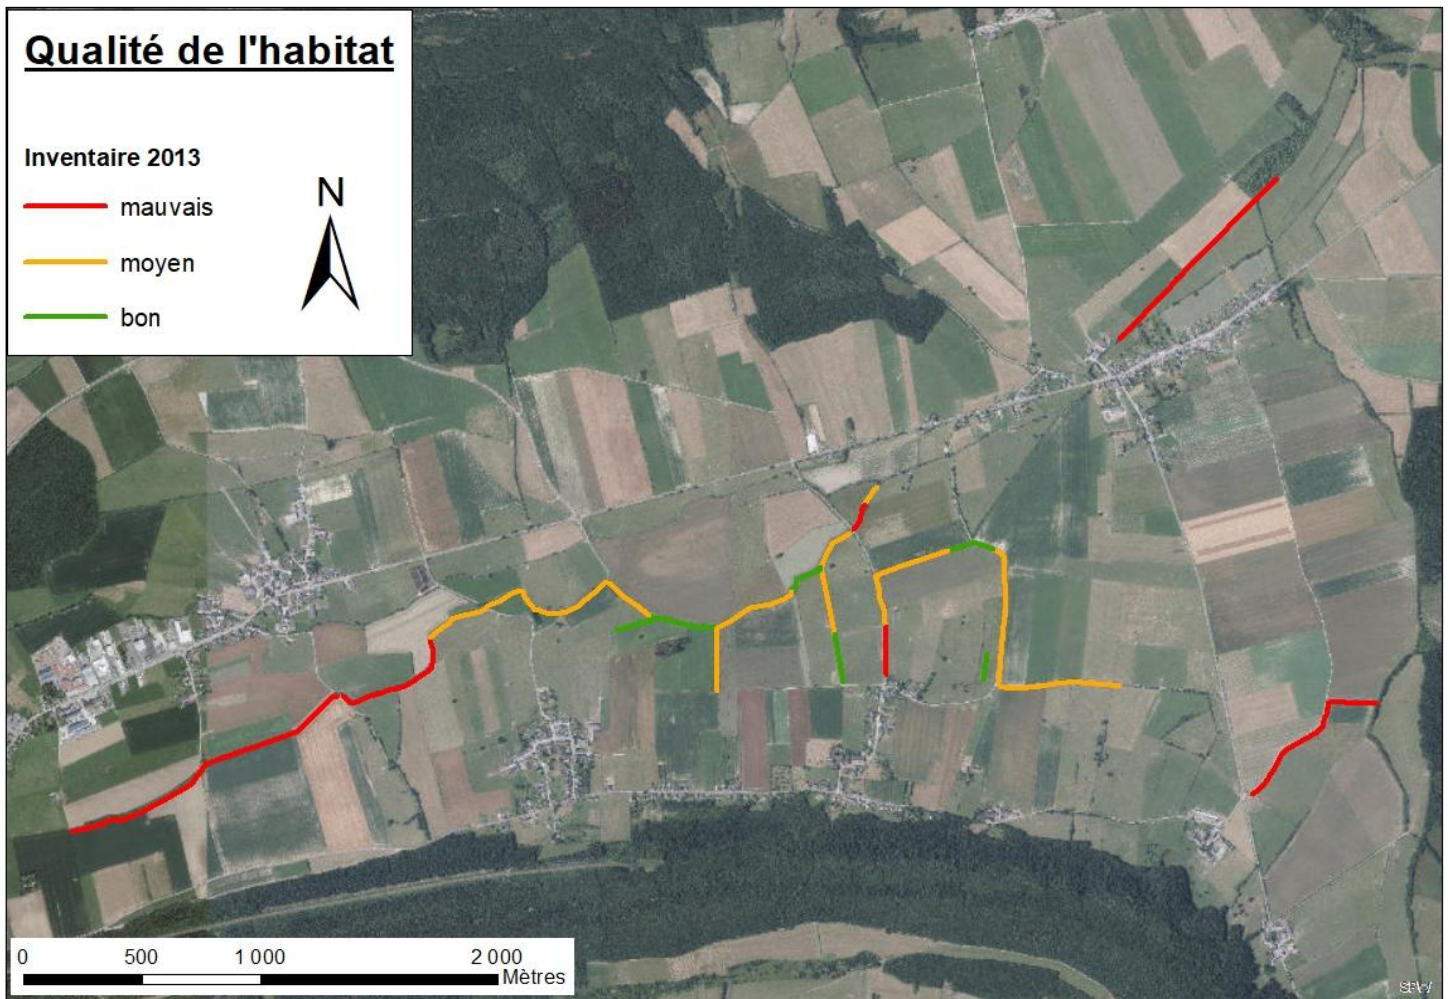 Qualité de l'habitat
Inventaire 2013
N
mauvais
moyen
bon
0 500 1 000 2 000
Mètres
SPW